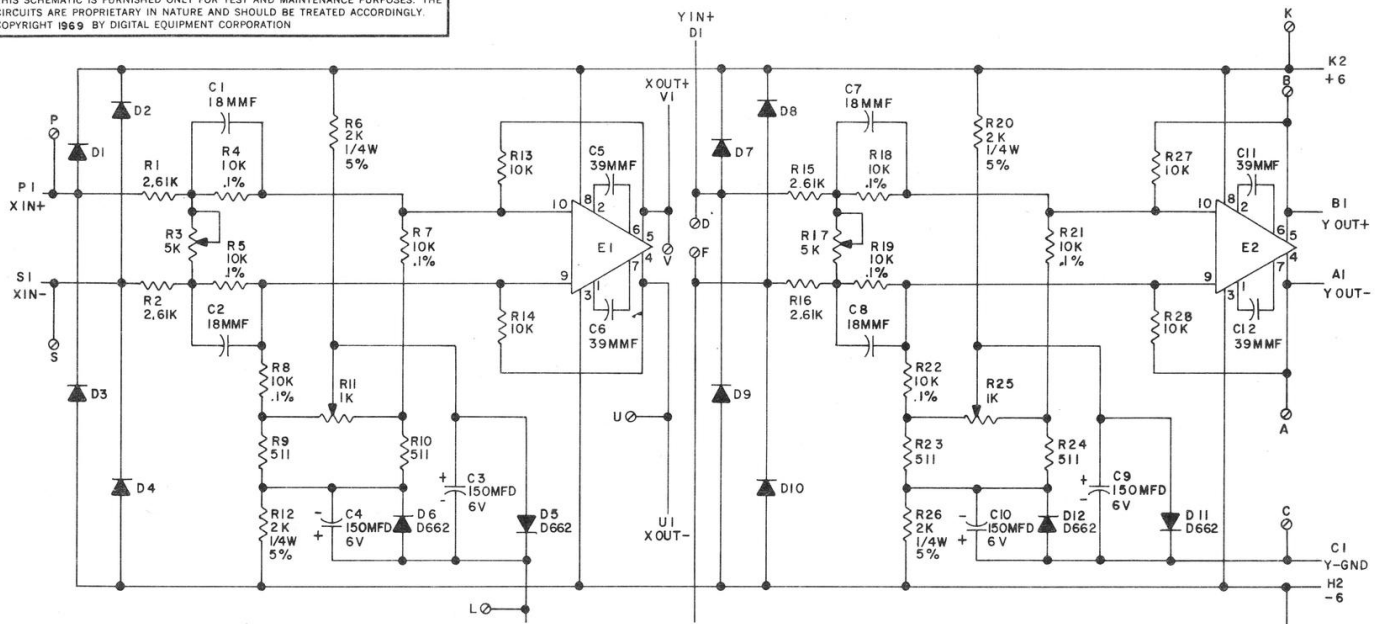 THIS SCHEMATIC IS FURNISHED ONLY FOR TEST AND MAINTENANCE PURPOSES. THE
CIRCUITS ARE PROPRIETARY IN NATURE AND SHOULD BE TREATED ACCORDINGLY.
COPYRIGHT 1969 BY DIGITAL EQUIPMENT CORPORATION
YIN+
D1
K
K2
+6
XOUT+
V1
B
P
D1
D2
C1
18MMF
R6
2K
1/4W
5%
R1
2,61K
R4
10K
.1%
P1
XIN+
R3
5K
R5
10K
.1%
R7
10K
.1%
R13
10K
C5
39MMF
10
8
2
6
5
4
7
E1
9
3
1
V
S1
XIN-
R2
2,61K
C2
18MMF
S
R14
10K
C6
39MMF
D3
R8
10K
.1%
R11
1K
R9
511
R10
511
D4
R12
2K
1/4W
5%
-
C4
150MFD
+
6V
D6
D662
+
C3
150MFD
-
6V
D5
D662
U
U1
XOUT-
L
D7
D8
C7
18MMF
R20
2K
1/4W
5%
R15
2.61K
R18
10K
.1%
D
F
R17
5K
R19
10K
.1%
R21
10K
.1%
R27
10K
C11
39MMF
10
8
2
6
5
4
7
E2
9
3
1
B1
YOUT+
A1
YOUT-
R16
2.61K
C8
18MMF
R28
10K
C12
39MMF
D9
R22
10K
.1%
R25
1K
R23
511
R24
511
A
D10
R26
2K
1/4W
5%
-
C10
150MFD
+
6V
D12
D662
+
C9
150MFD
-
6V
D11
D662
C
C1
Y-GND
H2
-6